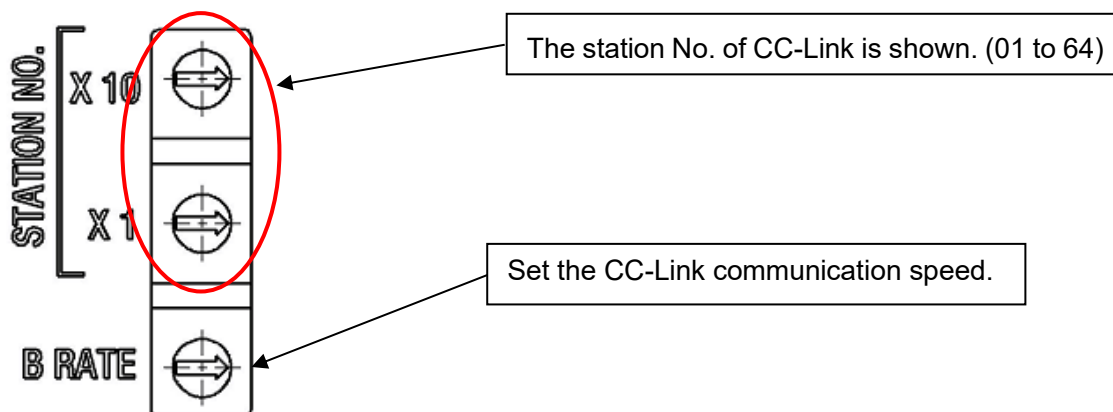 STATION NO.
X 10
X 1
B RATE
The station No. of CC-Link is shown. (01 to 64)
Set the CC-Link communication speed.